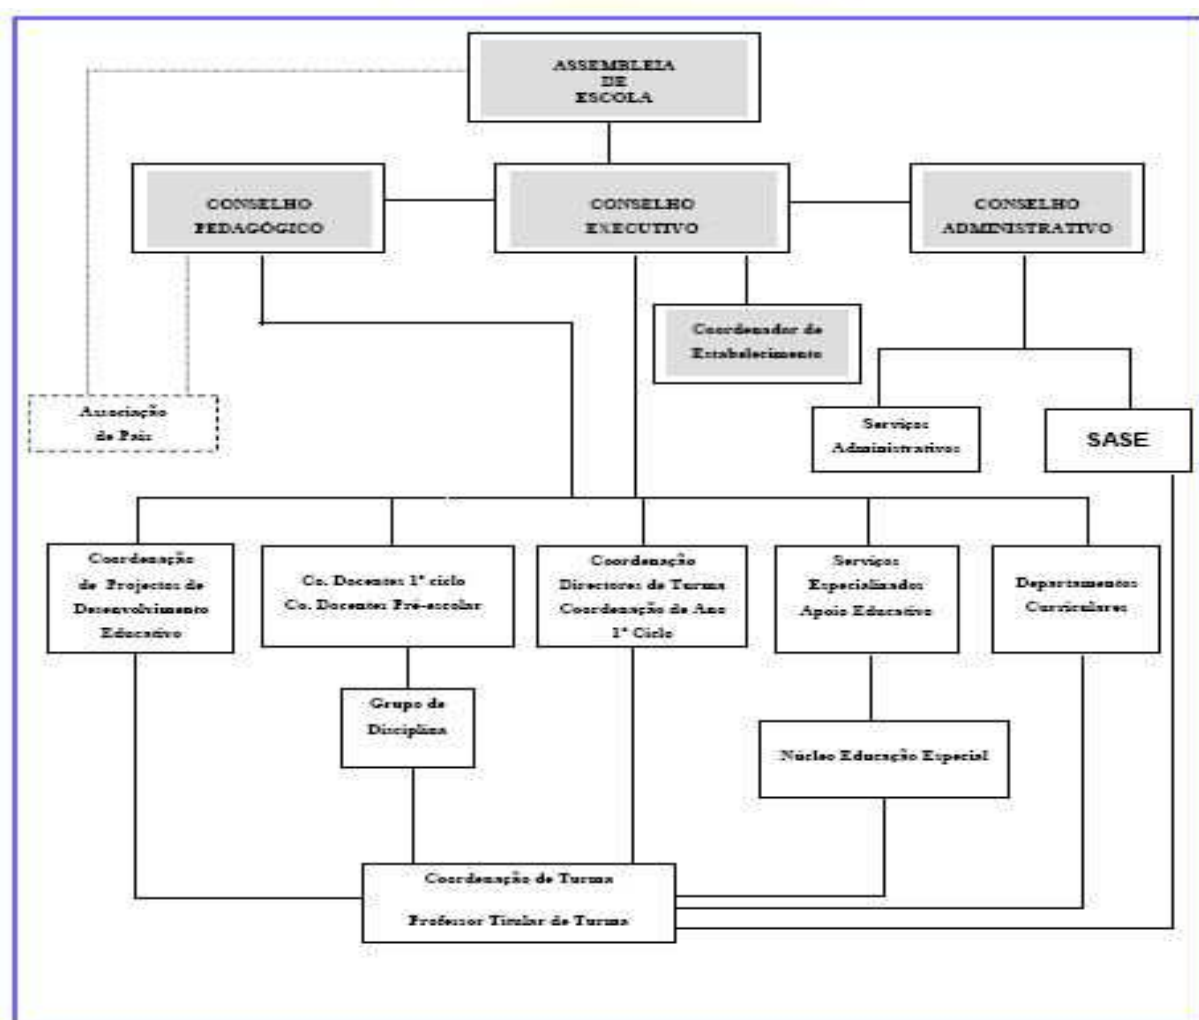 ASSEMBLEIA
DE
ESCOLA
CONSELHO
PEDAGÓGICO
CONSELHO
EXECUTIVO
CONSELHO
ADMINISTRATIVO
Coordenador de
Estabelecimento
Associação
de Pais
Serviços
Administrativos
SASE
Coordenação
de Projectos de
Desenvolvimento
Educativo
Co. Docentes 1º ciclo
Co. Docentes Pré-escolar
Coordenação
Directores de Turma
Coordenação de Ano
1º Ciclo
Serviços
Especializados
Apoio Educativo
Departamentos
Curriculares
Grupo de
Disciplina
Núcleo Educação Especial
Coordenação de Turma
Professor Titular de Turma